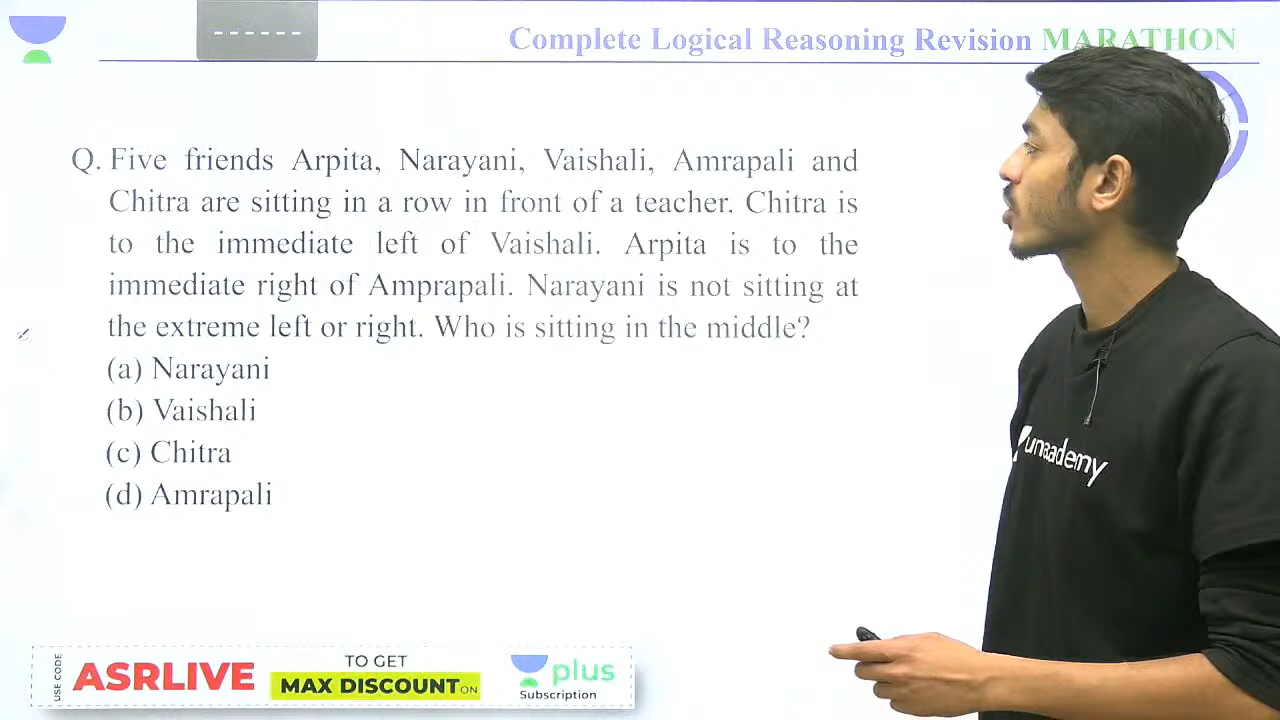 Complete Logical Reasoning Revision MARATHON
Q. Five friends Arpita, Narayani, Vaishali, Amrapali and
Chitra are sitting in a row in front of a teacher. Chitra is
to the immediate left of Vaishali. Arpita is to the
immediate right of Amprapali. Narayani is not sitting at
the extreme left or right. Who is sitting in the middle?
(a) Narayani
(b) Vaishali
(c) Chitra
(d) Amrapali
unacademy
USE CODE
ASRLIVE
TO GET
MAX DISCOUNT ON
plus
Subscription